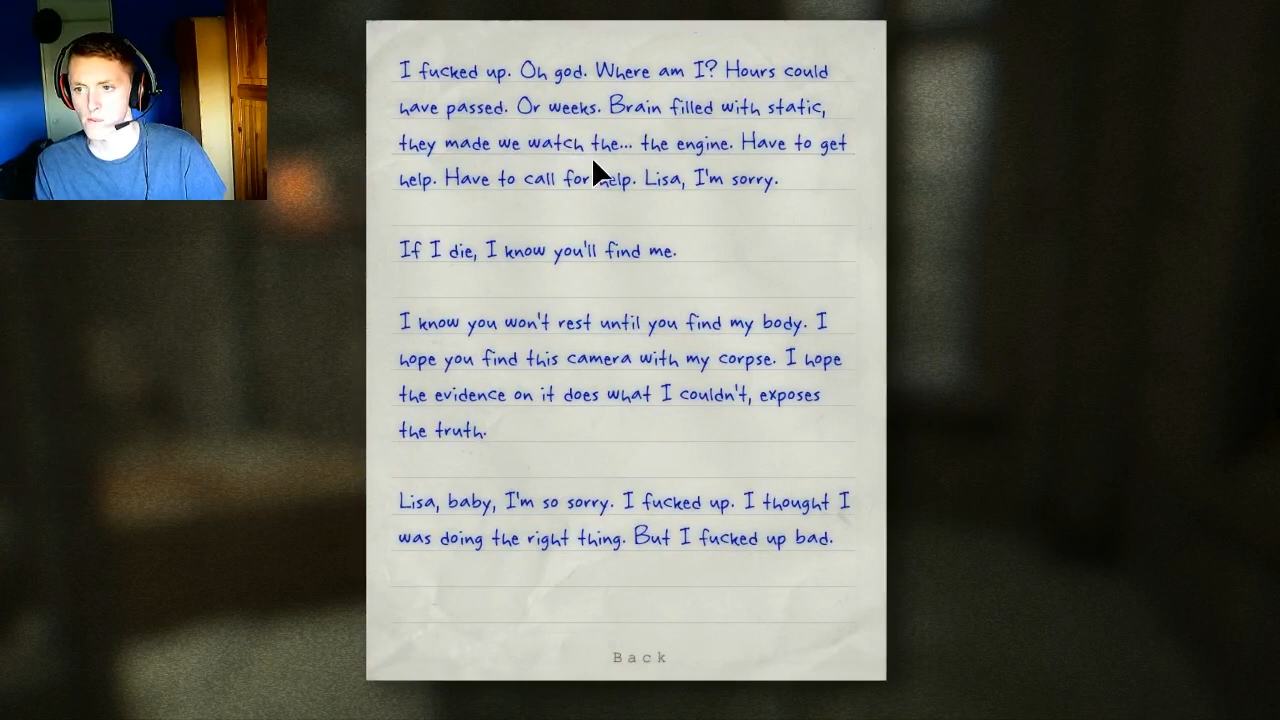 I fucked up. Oh god. Where am I? Hours could
have passed. Or weeks. Brain filled with static,
they made we watch the... the engine. Have to get
help. Have to call for help. Lisa, I'm sorry.
If I die, I know you'll find me.
I know you won't rest until you find my body. I
hope you find this camera with my corpse. I hope
the evidence on it does what I couldn't, exposes
the truth.
Lisa, baby, I'm so sorry. I fucked up. I thought I
was doing the right thing. But I fucked up bad.
Back